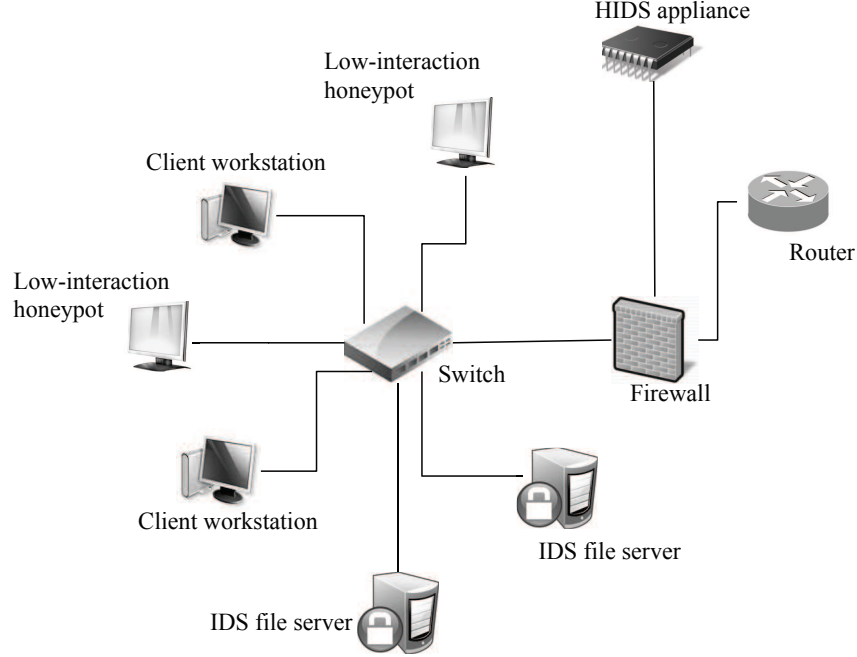 HIDS appliance
Low-interaction
honeypot
Client workstation
Router
Low-interaction
honeypot
Switch
Firewall
Client workstation
IDS file server
IDS file server